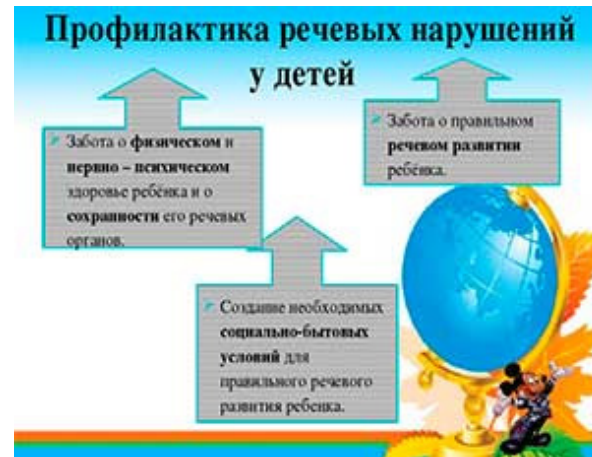 Профилактика речевых нарушений
у детей
Забота о физическом и
нервно – психическом
здоровье ребёнка и о
сохранности его речевых
органов.
Забота о правильном
речевом развитии
ребёнка.
Создание необходимых
социально-бытовых
условий для
правильного речевого
развития ребенка.